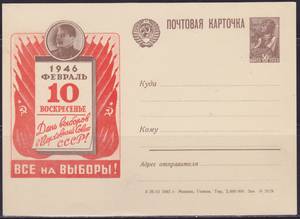 ПОЧТОВАЯ КАРТОЧКА
1946
ФЕВРАЛЬ
10
ВОСКРЕСЕНЬЕ
День выборов
в Верховный Совет
СССР!
ВСЕ НА ВЫБОРЫ!
Куда
Кому
Адрес отправителя